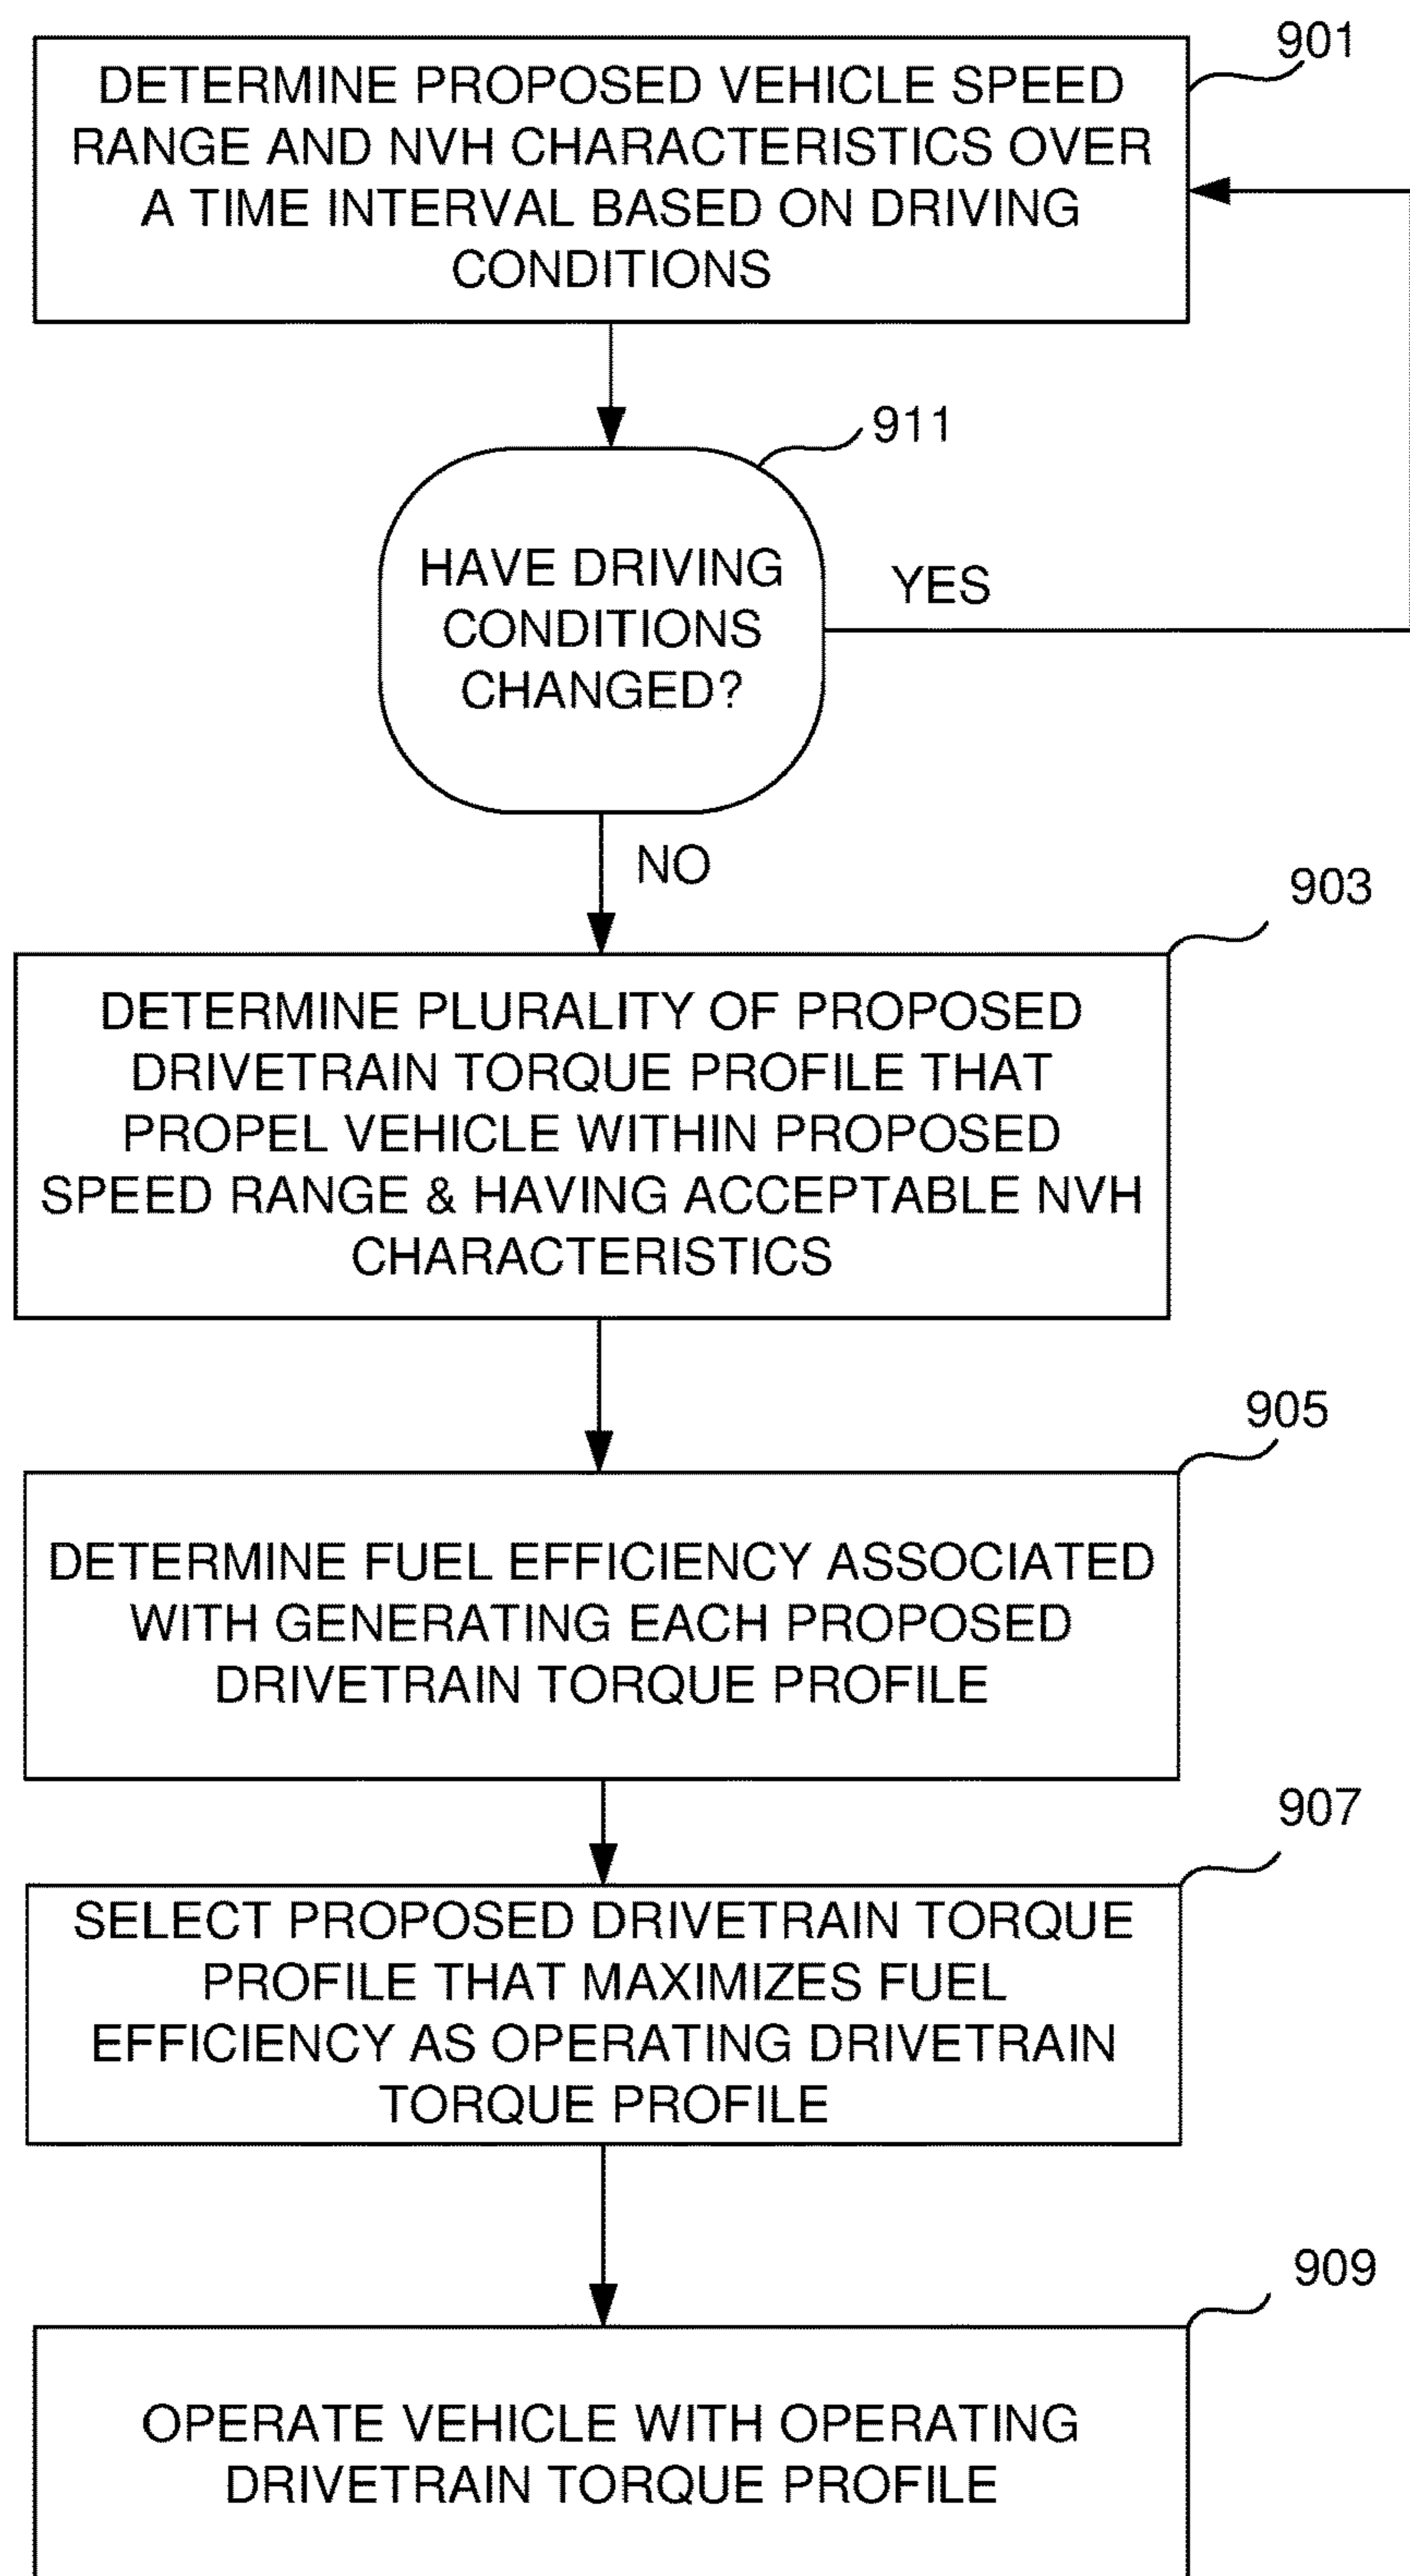 901
DETERMINE PROPOSED VEHICLE SPEED
RANGE AND NVH CHARACTERISTICS OVER
A TIME INTERVAL BASED ON DRIVING
CONDITIONS
911
HAVE DRIVING
CONDITIONS
CHANGED?
YES
NO
903
DETERMINE PLURALITY OF PROPOSED
DRIVETRAIN TORQUE PROFILE THAT
PROPEL VEHICLE WITHIN PROPOSED
SPEED RANGE & HAVING ACCEPTABLE NVH
CHARACTERISTICS
905
DETERMINE FUEL EFFICIENCY ASSOCIATED
WITH GENERATING EACH PROPOSED
DRIVETRAIN TORQUE PROFILE
907
SELECT PROPOSED DRIVETRAIN TORQUE
PROFILE THAT MAXIMIZES FUEL
EFFICIENCY AS OPERATING DRIVETRAIN
TORQUE PROFILE
909
OPERATE VEHICLE WITH OPERATING
DRIVETRAIN TORQUE PROFILE